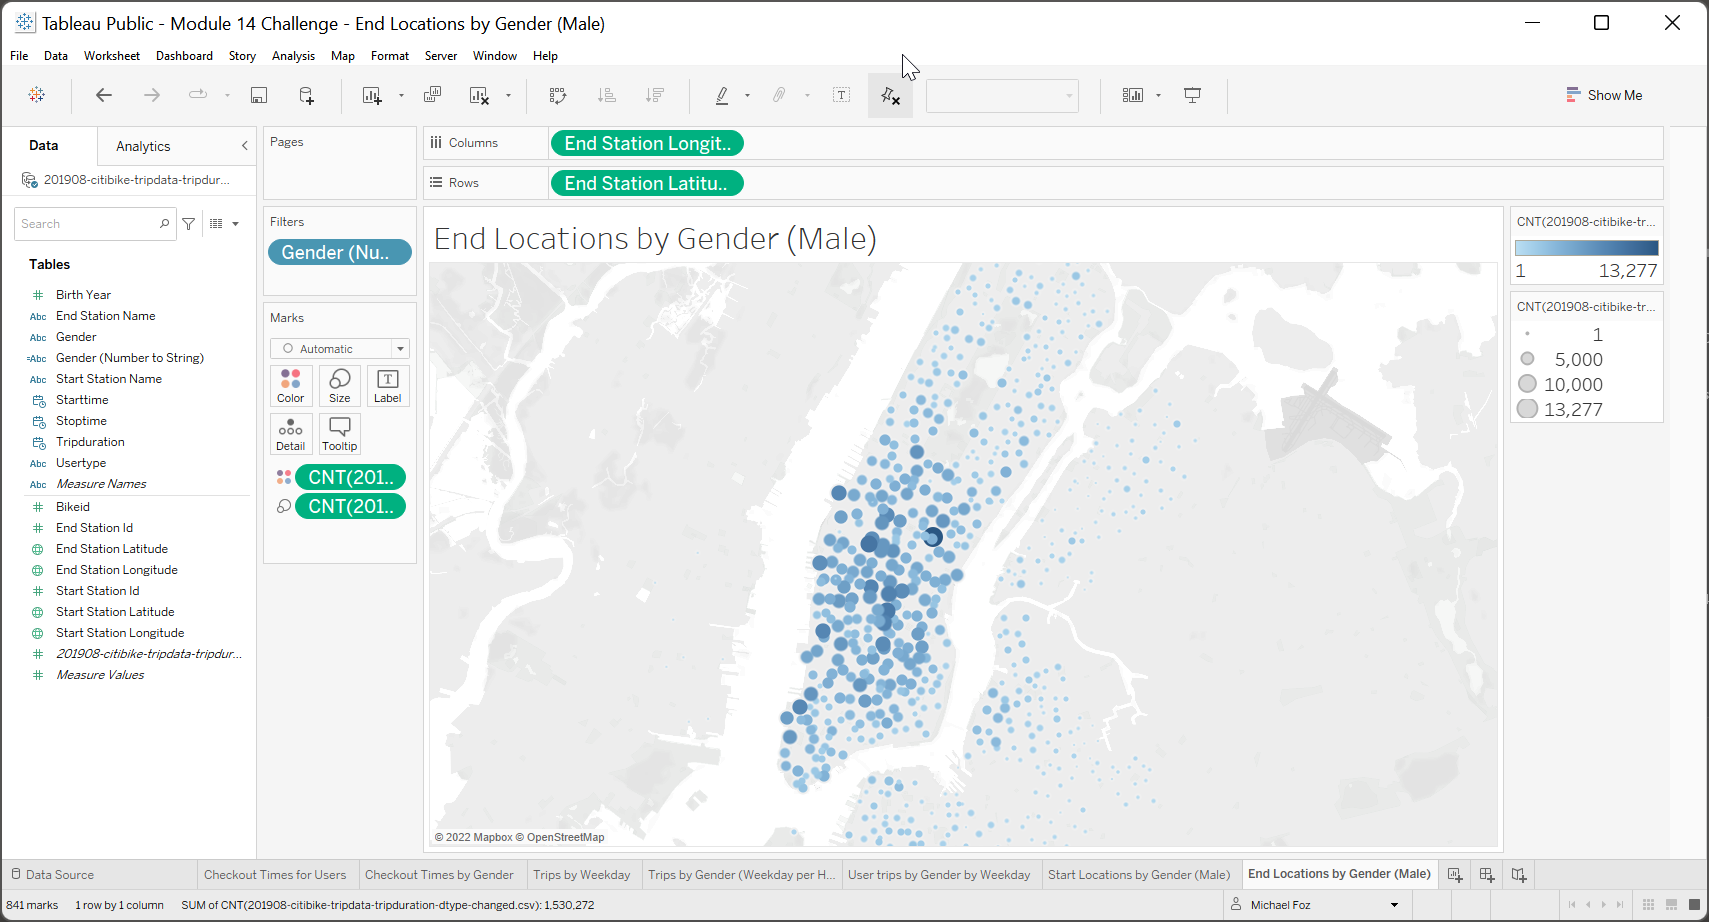 Tableau Public - Module 14 Challenge - End Locations by Gender (Male)
File Data Worksheet Dashboard Story Analysis Map Format Server Window Help
Show Me
Data Analytics
201908-citibike-tripdata-tripdur...
Search
Tables
Birth Year
Abc End Station Name
Abc Gender
=Abc Gender (Number to String)
Abc Start Station Name
Starttime
Stoptime
Tripduration
Abc Usertype
Abc Measure Names
Bikeid
End Station Id
End Station Latitude
End Station Longitude
Start Station Id
Start Station Latitude
Start Station Longitude
201908-citibike-tripdata-tripdur...
Measure Values
Pages
Filters
Gender (Nu..
Marks
Automatic
Color Size Label
Detail Tooltip
CNT(201..
CNT(201..
Columns End Station Longit..
Rows End Station Latitu..
End Locations by Gender (Male)
© 2022 Mapbox © OpenStreetMap
CNT(201908-citibike-tr...
1 13,277
CNT(201908-citibike-tr...
1
5,000
10,000
13,277
Data Source Checkout Times for Users Checkout Times by Gender Trips by Weekday Trips by Gender (Weekday per H... User trips by Gender by Weekday Start Locations by Gender (Male) End Locations by Gender (Male)
841 marks 1 row by 1 column SUM of CNT(201908-citibike-tripdata-tripduration-dtype-changed.csv): 1,530,272 Michael Foz